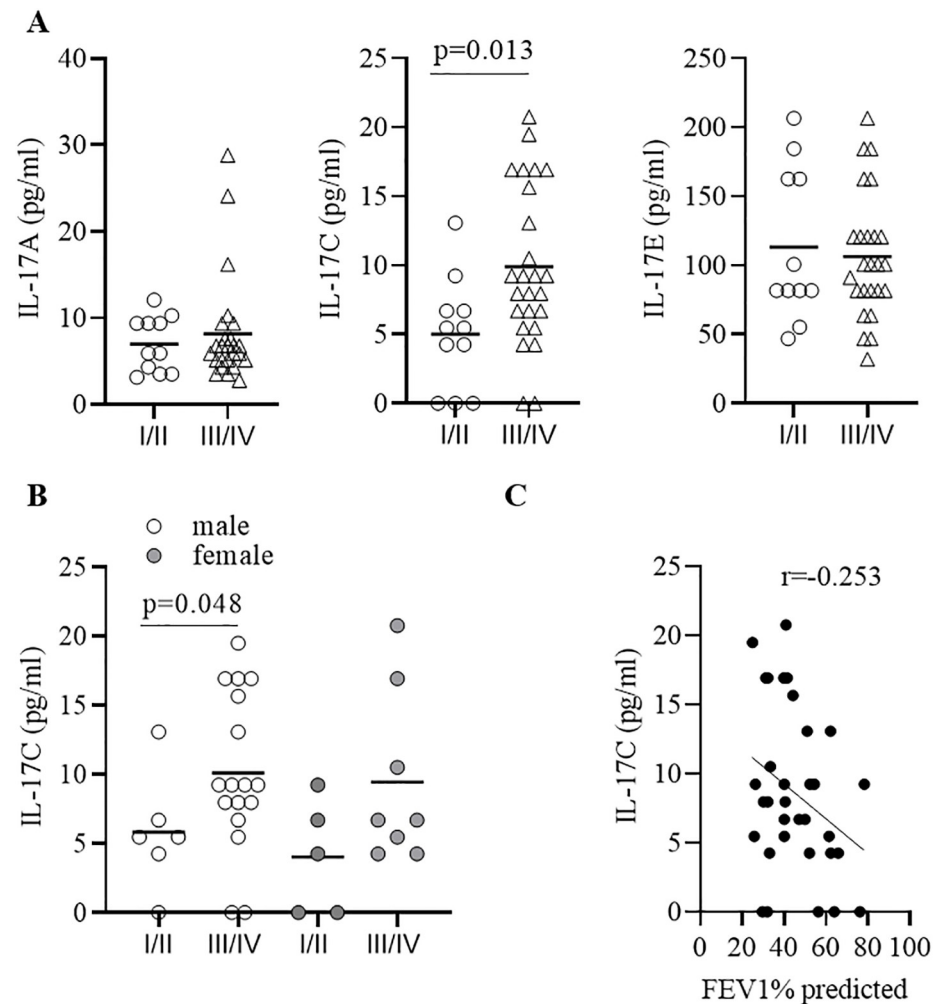 A
IL-17A (pg/ml)
40
30
20
10
0
I/II
III/IV
IL-17C (pg/ml)
p=0.013
25
20
15
10
5
0
I/II
III/IV
IL-17E (pg/ml)
250
200
150
100
50
0
I/II
III/IV
B
male
female
IL-17C (pg/ml)
p=0.048
25
20
15
10
5
0
I/II
III/IV
I/II
III/IV
C
r=-0.253
IL-17C (pg/ml)
25
20
15
10
5
0
0 20 40 60 80 100
FEV1% predicted